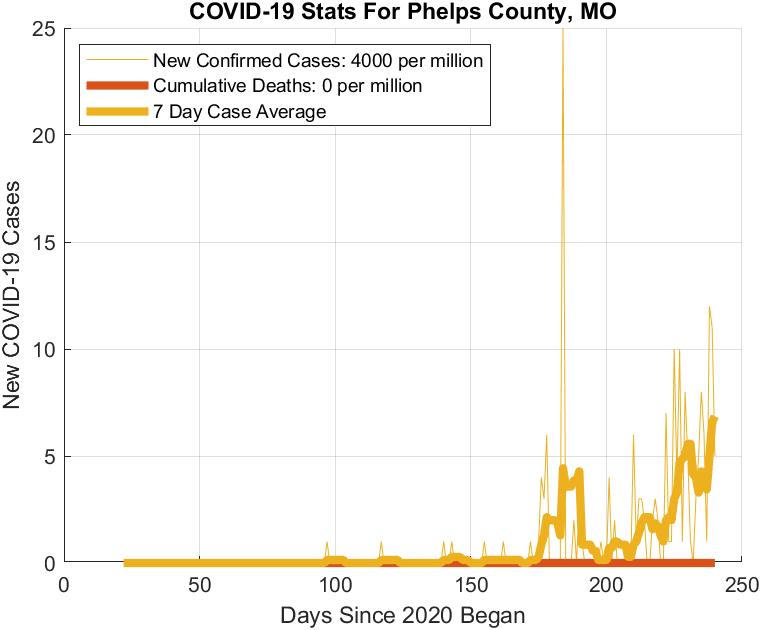 COVID-19 Stats For Phelps County, MO
New Confirmed Cases: 4000 per million
Cumulative Deaths: 0 per million
7 Day Case Average
25
20
15
10
5
0
New COVID-19 Cases
0 50 100 150 200 250
Days Since 2020 Began